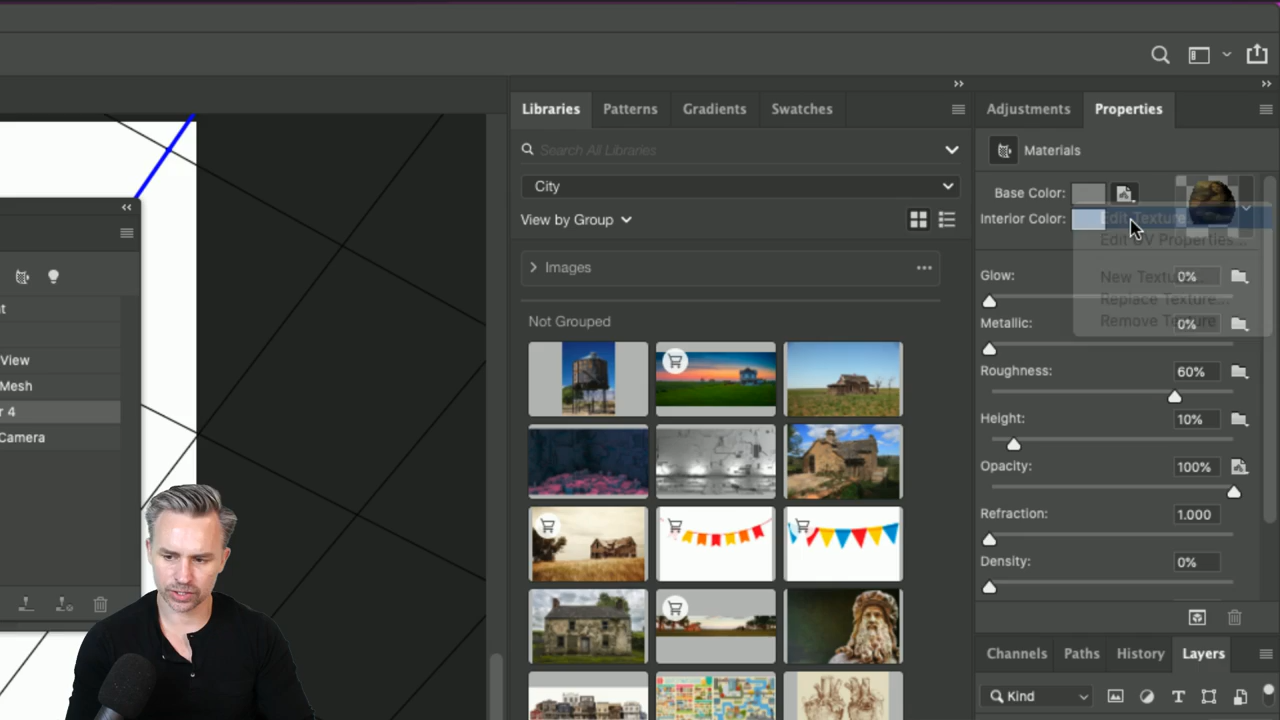 Libraries
Patterns
Gradients
Swatches
Adjustments
Properties
Search All Libraries
City
View by Group
Images
Not Grouped
View
Mesh
r 4
Camera
Materials
Base Color:
Interior Color:
Edit Texture...
Edit UV Properties...
New Texture...
Replace Texture...
Remove Texture
Glow:
0%
Metallic:
0%
Roughness:
60%
Height:
10%
Opacity:
100%
Refraction:
1.000
Density:
0%
Channels
Paths
History
Layers
Kind